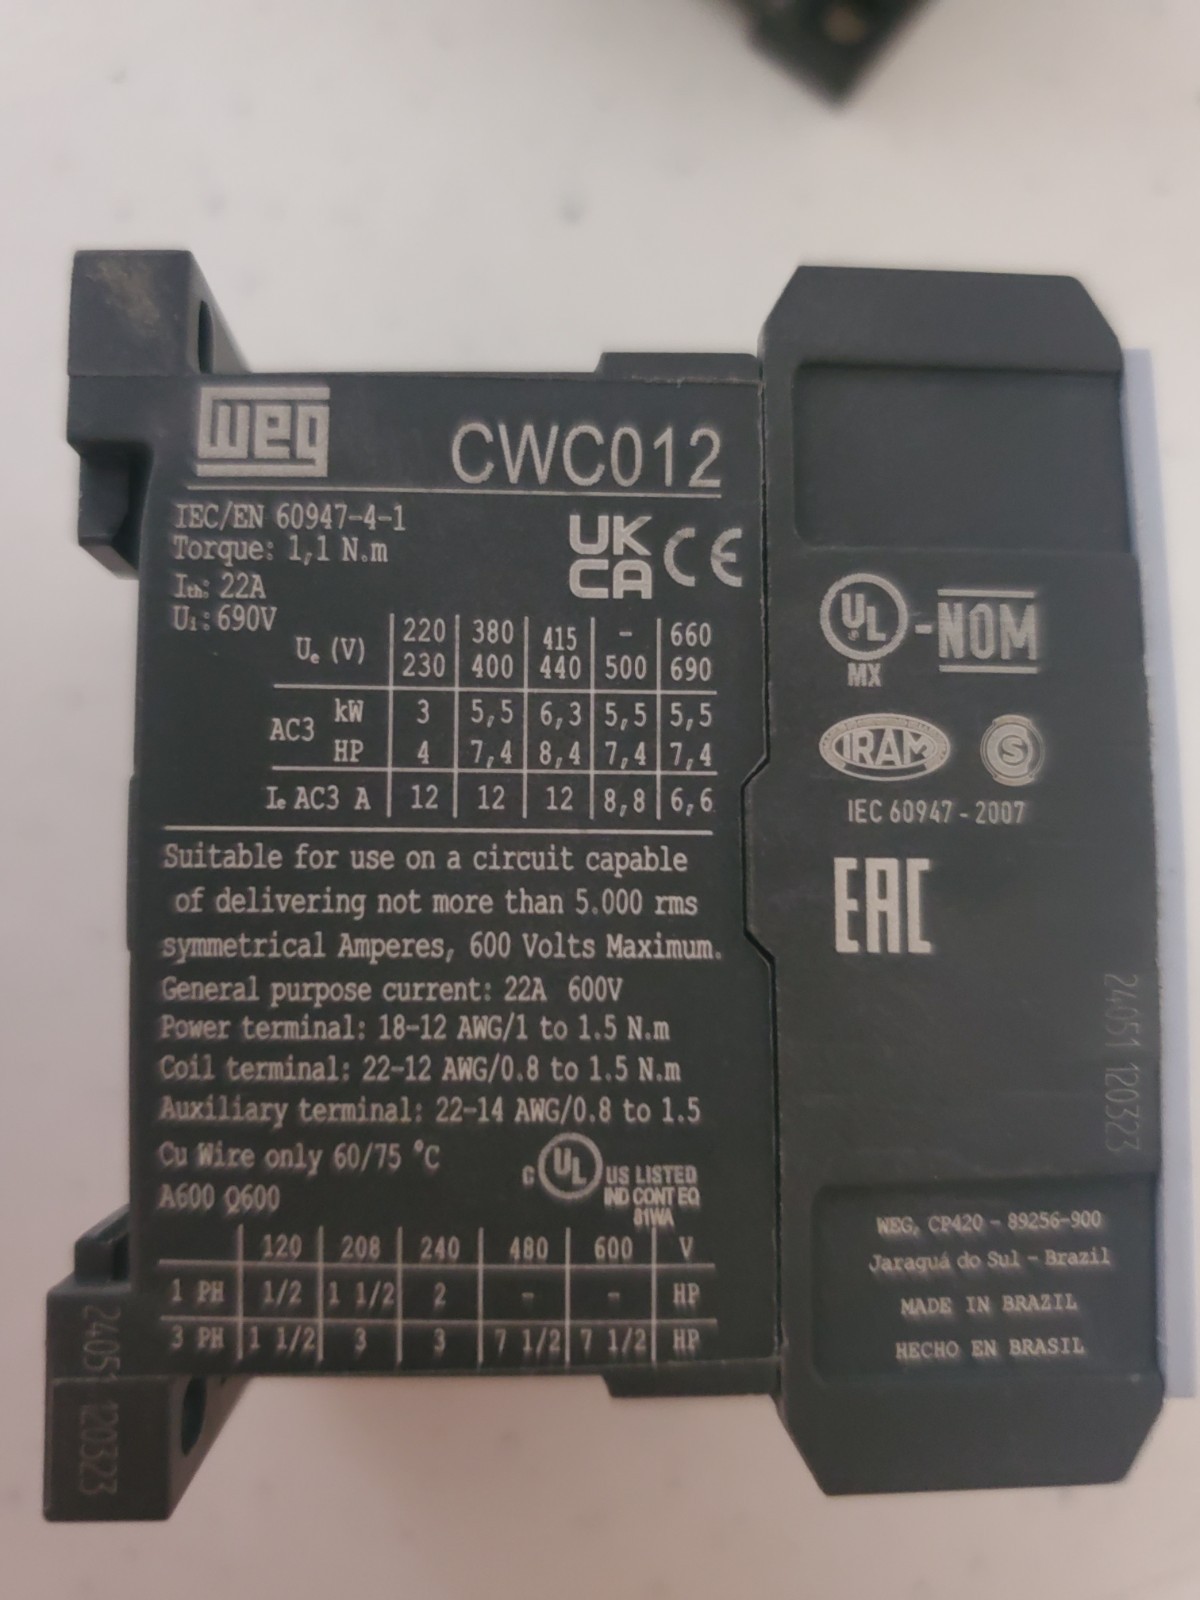 weg CWC012
IEC/EN 60947-4-1
Torque: 1,1 N.m
Ith: 22A
Ui: 690V
UK
CA CE
Ue (V) 220 380 415 - 660
230 400 440 500 690
AC3 kW 3 5,5 6,3 5,5 5,5
HP 4 7,4 8,4 7,4 7,4
Ie AC3 A 12 12 12 8,8 6,6
Suitable for use on a circuit capable
of delivering not more than 5.000 rms
symmetrical Amperes, 600 Volts Maximum.
General purpose current: 22A 600V
Power terminal: 18-12 AWG/1 to 1.5 N.m
Coil terminal: 22-12 AWG/0.8 to 1.5 N.m
Auxiliary terminal: 22-14 AWG/0.8 to 1.5
Cu Wire only 60/75 °C
A600 Q600
C UL US LISTED
IND CONT EQ
81WA
120 208 240 480 600 V
1 PH 1/2 1 1/2 2 - - HP
3 PH 1 1/2 3 3 7 1/2 7 1/2 HP
24051 120323
UL -NOM
MX
IRAM S
IEC 60947 - 2007
EAC
24051 120323
WEG, CP420 - 89256-900
Jaraguá do Sul - Brazil
MADE IN BRAZIL
HECHO EN BRASIL